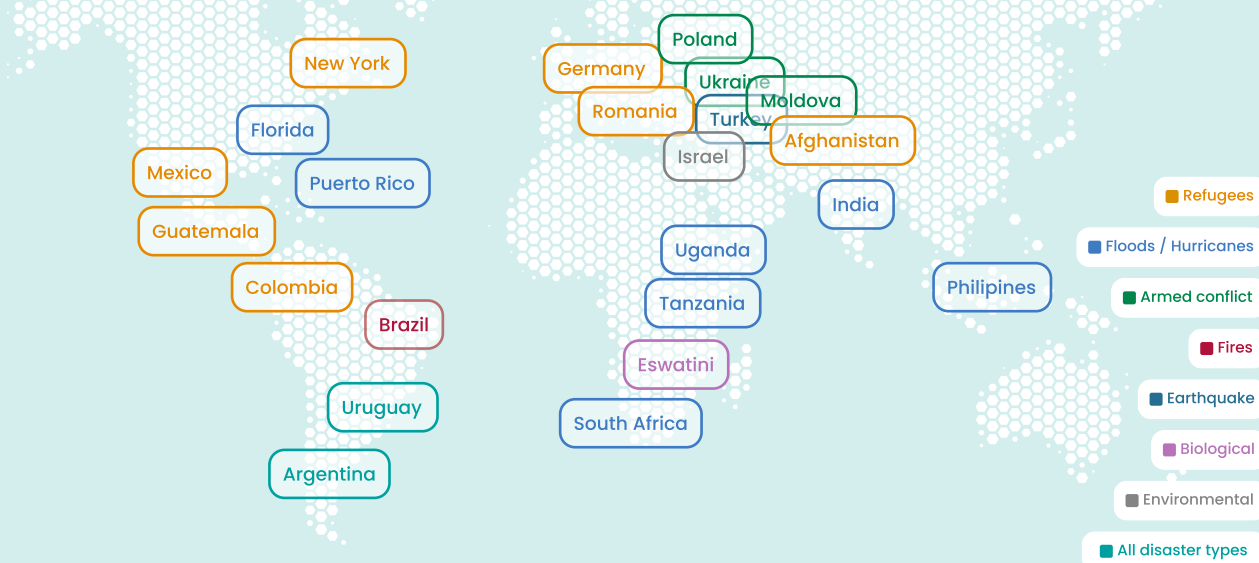 Poland
New York
Germany
Ukraine
Moldova
Romania
Turkey
Florida
Afghanistan
Israel
Mexico
Puerto Rico
Refugees
India
Guatemala
Floods / Hurricanes
Uganda
Colombia
Philipines
Armed conflict
Tanzania
Brazil
Fires
Eswatini
Earthquake
Uruguay
South Africa
Biological
Argentina
Environmental
All disaster types